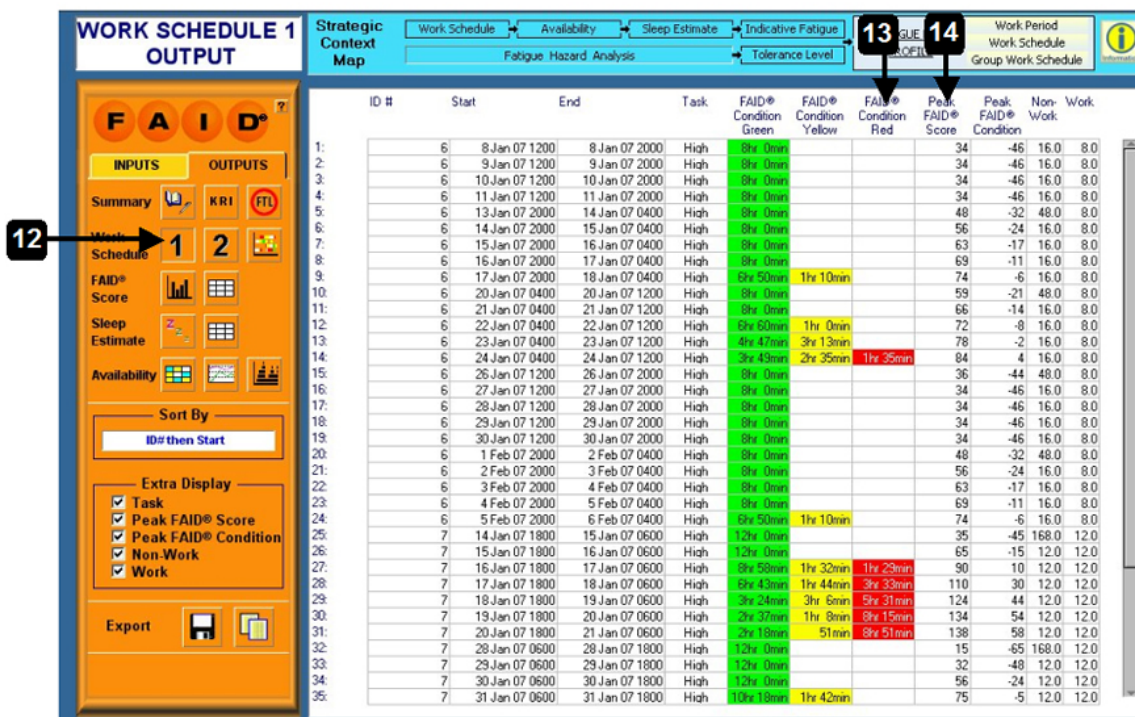 WORK SCHEDULE 1
OUTPUT
Strategic
Context
Map
Work Schedule
Availability
Sleep Estimate
Indicative Fatigue
Fatigue Hazard Analysis
Tolerance Level
Work Period
Work Schedule
Group Work Schedule
Information
13
14
12
FAID®
?
INPUTS
OUTPUTS
Summary
KRI
FTL
Work
Schedule
1
2
FAID®
Score
Sleep
Estimate
Availability
Sort By
ID# then Start
Extra Display
Task
Peak FAID® Score
Peak FAID® Condition
Non-Work
Work
Export
ID # Start End Task FAID® Condition Green FAID® Condition Yellow FAID® Condition Red Peak FAID® Score Peak FAID® Condition Non-Work Work
1: 6 8 Jan 07 1200 8 Jan 07 2000 High 8hr 0min 34 -46 16.0 8.0
2: 6 9 Jan 07 1200 9 Jan 07 2000 High 8hr 0min 34 -46 16.0 8.0
3: 6 10 Jan 07 1200 10 Jan 07 2000 High 8hr 0min 34 -46 16.0 8.0
4: 6 11 Jan 07 1200 11 Jan 07 2000 High 8hr 0min 34 -46 16.0 8.0
5: 6 13 Jan 07 2000 14 Jan 07 0400 High 8hr 0min 48 -32 48.0 8.0
6: 6 14 Jan 07 2000 15 Jan 07 0400 High 8hr 0min 56 -24 16.0 8.0
7: 6 15 Jan 07 2000 16 Jan 07 0400 High 8hr 0min 63 -17 16.0 8.0
8: 6 16 Jan 07 2000 17 Jan 07 0400 High 8hr 0min 69 -11 16.0 8.0
9: 6 17 Jan 07 2000 18 Jan 07 0400 High 6hr 50min 1hr 10min 74 -6 16.0 8.0
10: 6 20 Jan 07 0400 20 Jan 07 1200 High 8hr 0min 59 -21 48.0 8.0
11: 6 21 Jan 07 0400 21 Jan 07 1200 High 8hr 0min 66 -14 16.0 8.0
12: 6 22 Jan 07 0400 22 Jan 07 1200 High 6hr 60min 1hr 0min 72 -8 16.0 8.0
13: 6 23 Jan 07 0400 23 Jan 07 1200 High 4hr 47min 3hr 13min 78 -2 16.0 8.0
14: 6 24 Jan 07 0400 24 Jan 07 1200 High 3hr 49min 2hr 35min 1hr 35min 84 4 16.0 8.0
15: 6 26 Jan 07 1200 26 Jan 07 2000 High 8hr 0min 36 -44 48.0 8.0
16: 6 27 Jan 07 1200 27 Jan 07 2000 High 8hr 0min 34 -46 16.0 8.0
17: 6 28 Jan 07 1200 28 Jan 07 2000 High 8hr 0min 34 -46 16.0 8.0
18: 6 29 Jan 07 1200 29 Jan 07 2000 High 8hr 0min 34 -46 16.0 8.0
19: 6 30 Jan 07 1200 30 Jan 07 2000 High 8hr 0min 34 -46 16.0 8.0
20: 6 1 Feb 07 2000 2 Feb 07 0400 High 8hr 0min 48 -32 48.0 8.0
21: 6 2 Feb 07 2000 3 Feb 07 0400 High 8hr 0min 56 -24 16.0 8.0
22: 6 3 Feb 07 2000 4 Feb 07 0400 High 8hr 0min 63 -17 16.0 8.0
23: 6 4 Feb 07 2000 5 Feb 07 0400 High 8hr 0min 69 -11 16.0 8.0
24: 6 5 Feb 07 2000 6 Feb 07 0400 High 6hr 50min 1hr 10min 74 -6 16.0 8.0
25: 7 14 Jan 07 1800 15 Jan 07 0600 High 12hr 0min 35 -45 168.0 12.0
26: 7 15 Jan 07 1800 16 Jan 07 0600 High 12hr 0min 65 -15 12.0 12.0
27: 7 16 Jan 07 1800 17 Jan 07 0600 High 8hr 58min 1hr 32min 1hr 29min 90 10 12.0 12.0
28: 7 17 Jan 07 1800 18 Jan 07 0600 High 6hr 43min 1hr 44min 3hr 33min 110 30 12.0 12.0
29: 7 18 Jan 07 1800 19 Jan 07 0600 High 3hr 24min 3hr 6min 5hr 31min 124 44 12.0 12.0
30: 7 19 Jan 07 1800 20 Jan 07 0600 High 2hr 37min 1hr 8min 8hr 15min 134 54 12.0 12.0
31: 7 20 Jan 07 1800 21 Jan 07 0600 High 2hr 18min 51min 8hr 51min 138 58 12.0 12.0
32: 7 28 Jan 07 0600 28 Jan 07 1800 High 12hr 0min 15 -65 168.0 12.0
33: 7 29 Jan 07 0600 29 Jan 07 1800 High 12hr 0min 32 -48 12.0 12.0
34: 7 30 Jan 07 0600 30 Jan 07 1800 High 12hr 0min 56 -24 12.0 12.0
35: 7 31 Jan 07 0600 31 Jan 07 1800 High 10hr 18min 1hr 42min 75 -5 12.0 12.0